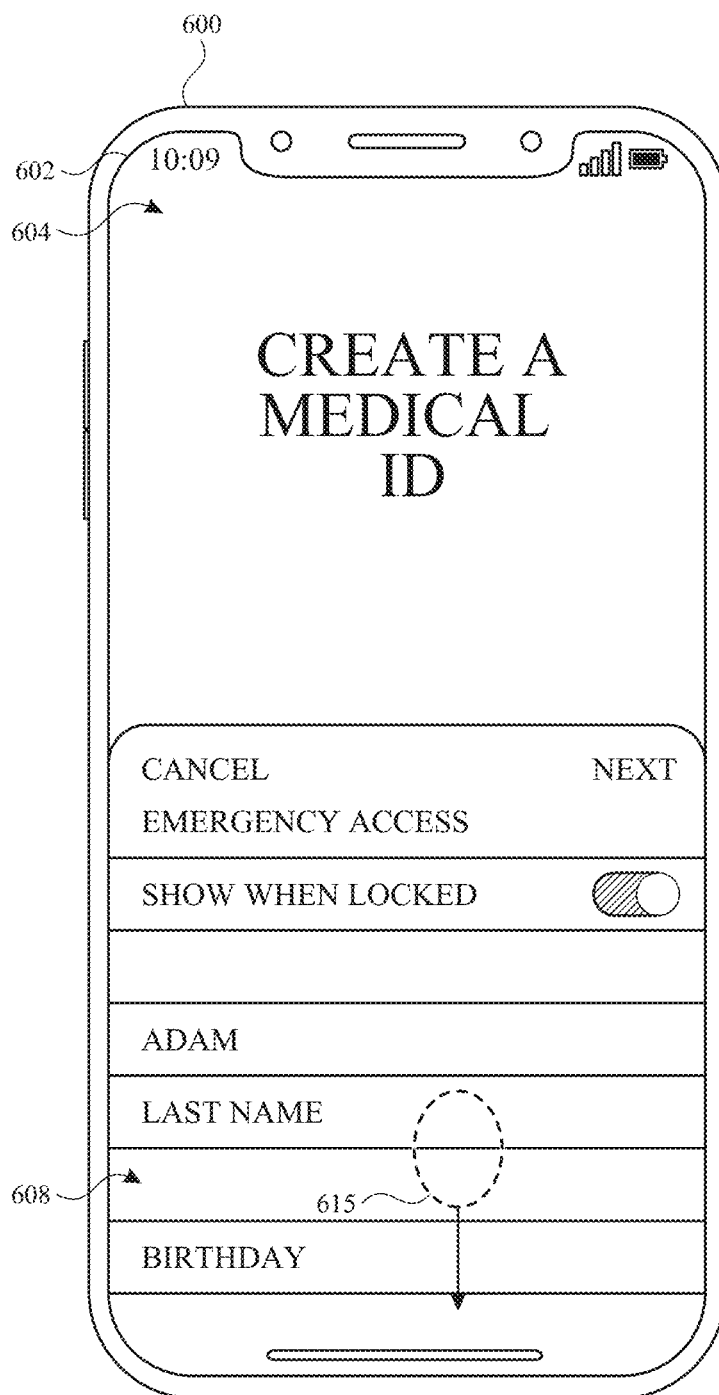 600
602
10:09
604
CREATE A
MEDICAL
ID
CANCEL NEXT
EMERGENCY ACCESS
SHOW WHEN LOCKED
ADAM
LAST NAME
608
615
BIRTHDAY